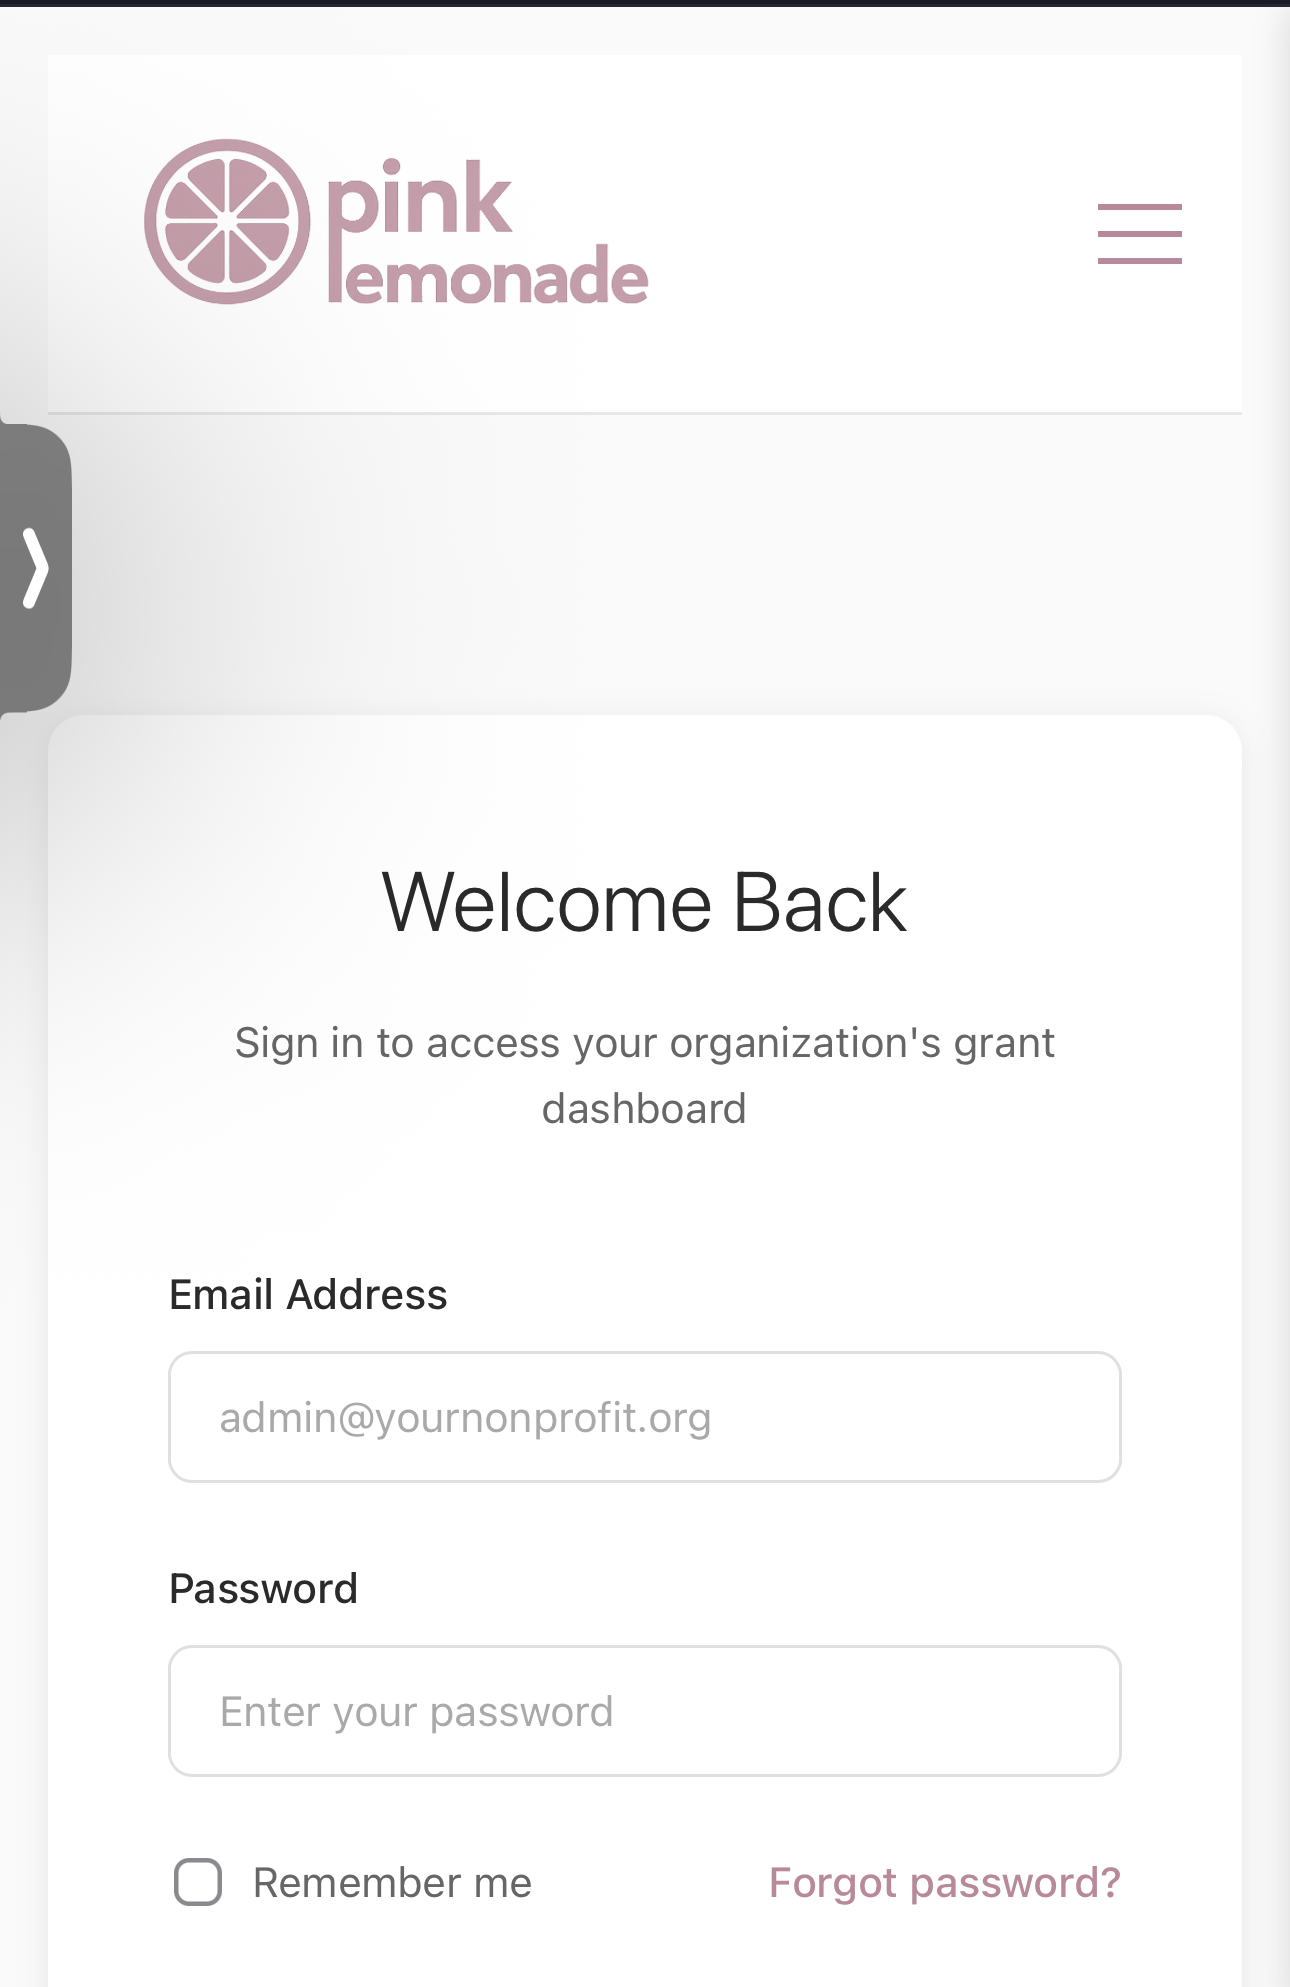 pink
lemonade
Welcome Back
Sign in to access your organization's grant
dashboard
Email Address
admin@yournonprofit.org
Password
Enter your password
Remember me
Forgot password?